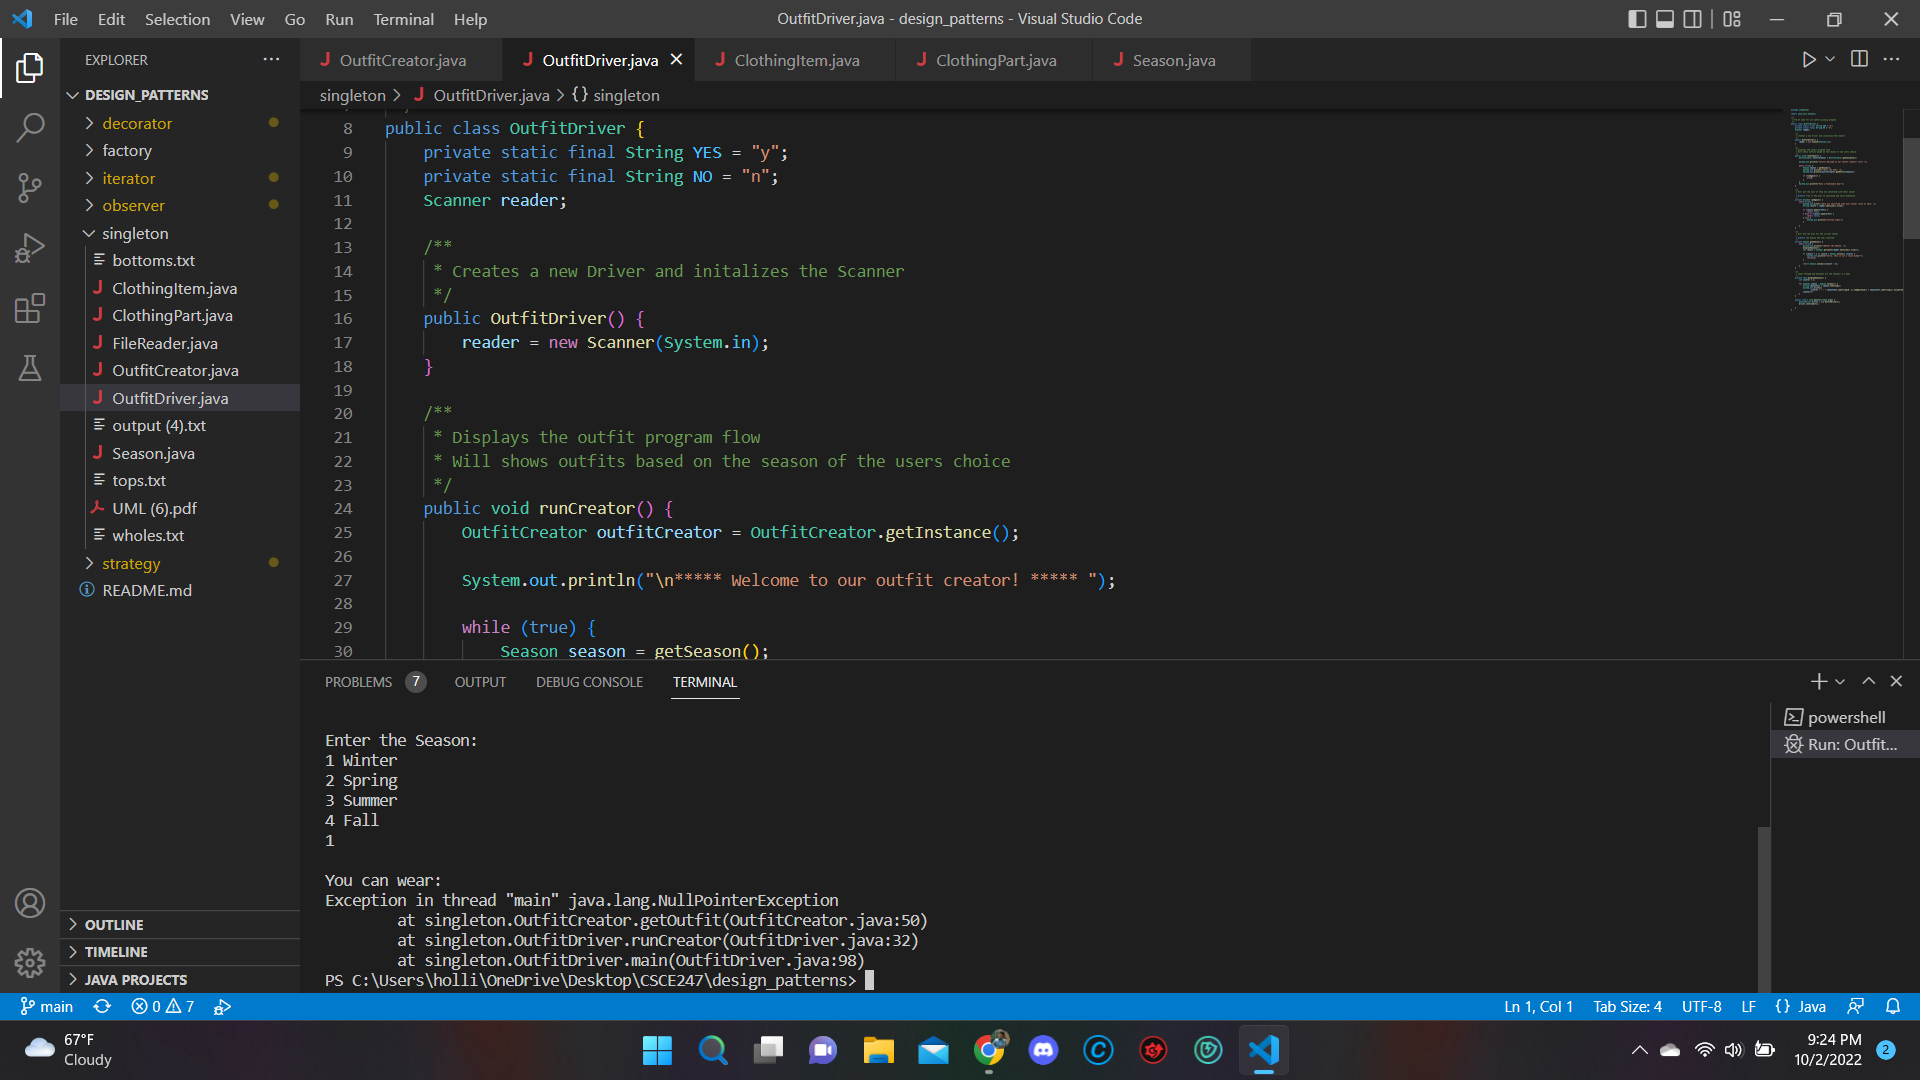 File Edit Selection View Go Run Terminal Help
OutfitDriver.java - design_patterns - Visual Studio Code
EXPLORER
DESIGN_PATTERNS
decorator
factory
iterator
observer
singleton
bottoms.txt
ClothingItem.java
ClothingPart.java
FileReader.java
OutfitCreator.java
OutfitDriver.java
output (4).txt
Season.java
tops.txt
UML (6).pdf
wholes.txt
strategy
README.md
OUTLINE
TIMELINE
JAVA PROJECTS
OutfitCreator.java OutfitDriver.java ClothingItem.java ClothingPart.java Season.java
singleton > OutfitDriver.java > {} singleton
8 public class OutfitDriver {
9 private static final String YES = "y";
10 private static final String NO = "n";
11 Scanner reader;
12
13 /**
14 * Creates a new Driver and initalizes the Scanner
15 */
16 public OutfitDriver() {
17 reader = new Scanner(System.in);
18 }
19
20 /**
21 * Displays the outfit program flow
22 * Will shows outfits based on the season of the users choice
23 */
24 public void runCreator() {
25 OutfitCreator outfitCreator = OutfitCreator.getInstance();
26
27 System.out.println("\n***** Welcome to our outfit creator! ***** ");
28
29 while (true) {
30 Season season = getSeason();
PROBLEMS 7 OUTPUT DEBUG CONSOLE TERMINAL
Enter the Season:
1 Winter
2 Spring
3 Summer
4 Fall
1
You can wear:
Exception in thread "main" java.lang.NullPointerException
at singleton.OutfitCreator.getOutfit(OutfitCreator.java:50)
at singleton.OutfitDriver.runCreator(OutfitDriver.java:32)
at singleton.OutfitDriver.main(OutfitDriver.java:98)
PS C:\Users\holli\OneDrive\Desktop\CSCE247\design_patterns>
powershell
Run: Outfit...
main 0 7
Ln 1, Col 1 Tab Size: 4 UTF-8 LF {} Java
67°F
Cloudy
9:24 PM
10/2/2022
2